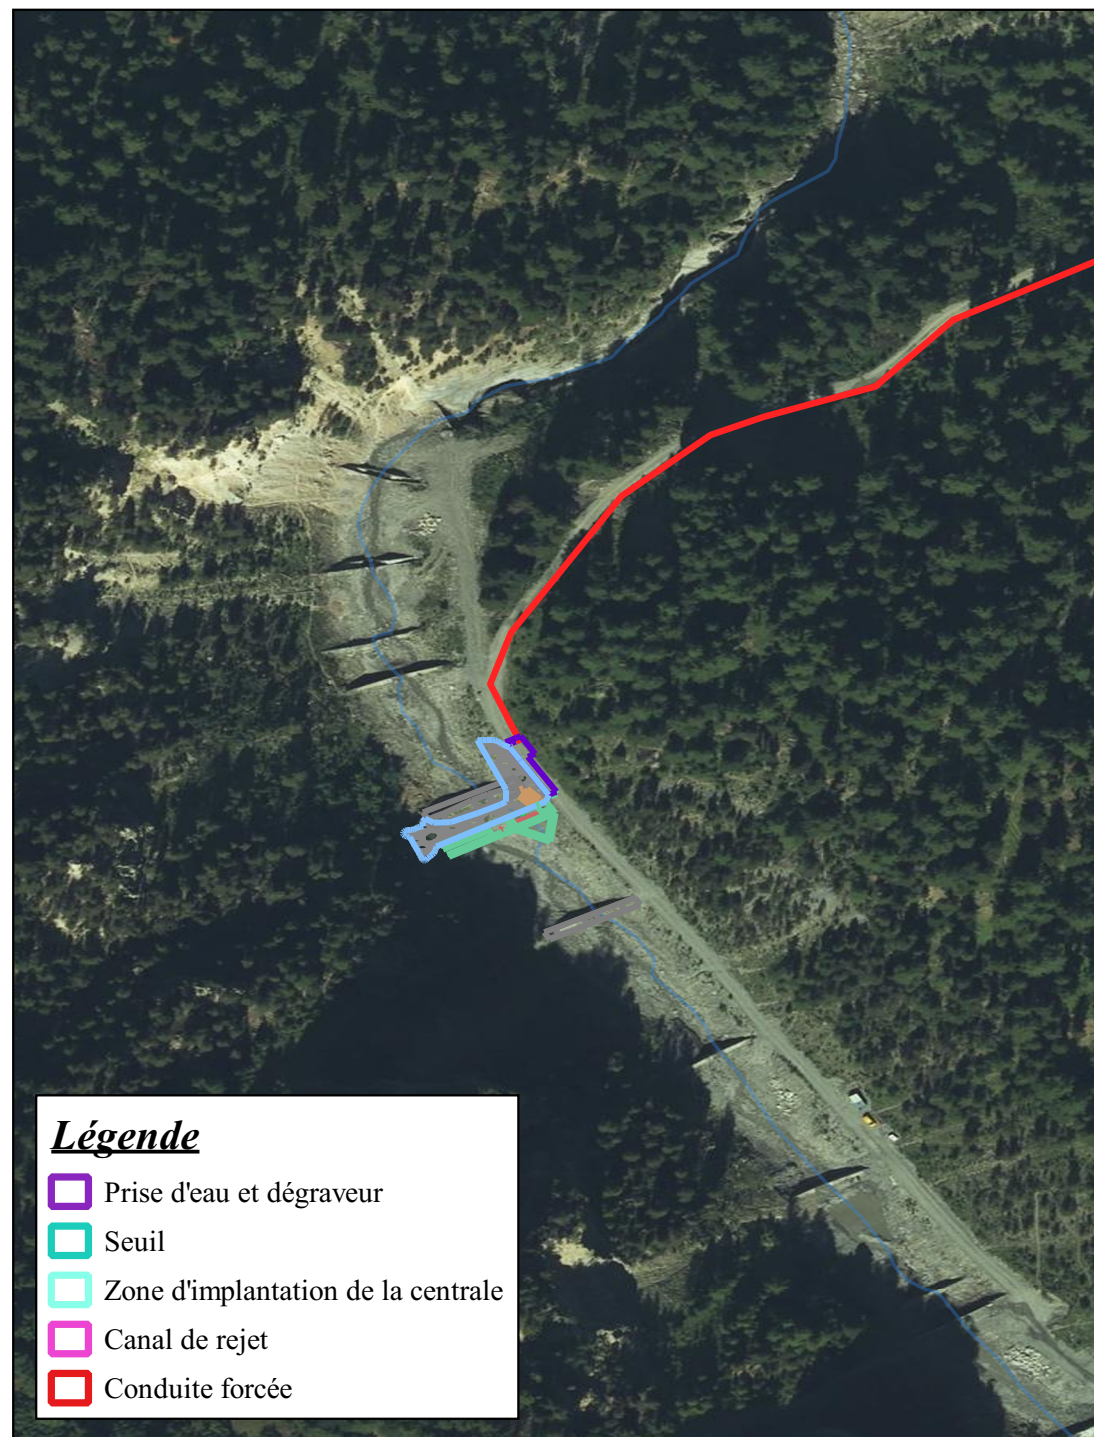 Légende
Prise d'eau et dégraveur
Seuil
Zone d'implantation de la centrale
Canal de rejet
Conduite forcée